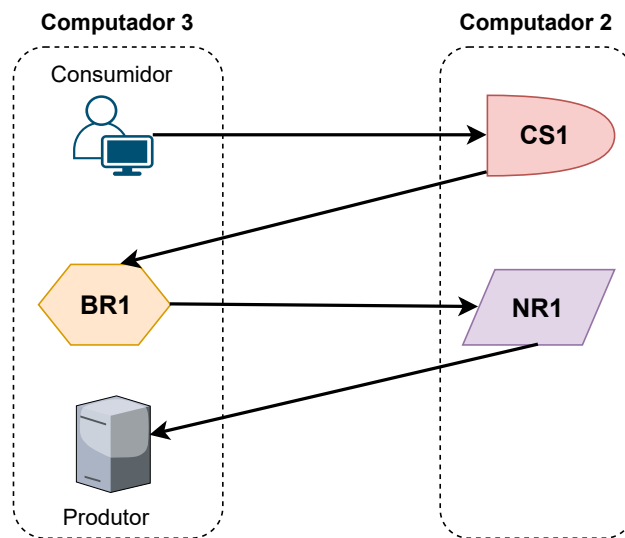 Computador 3
Computador 2
Consumidor
CS1
BR1
NR1
Produtor